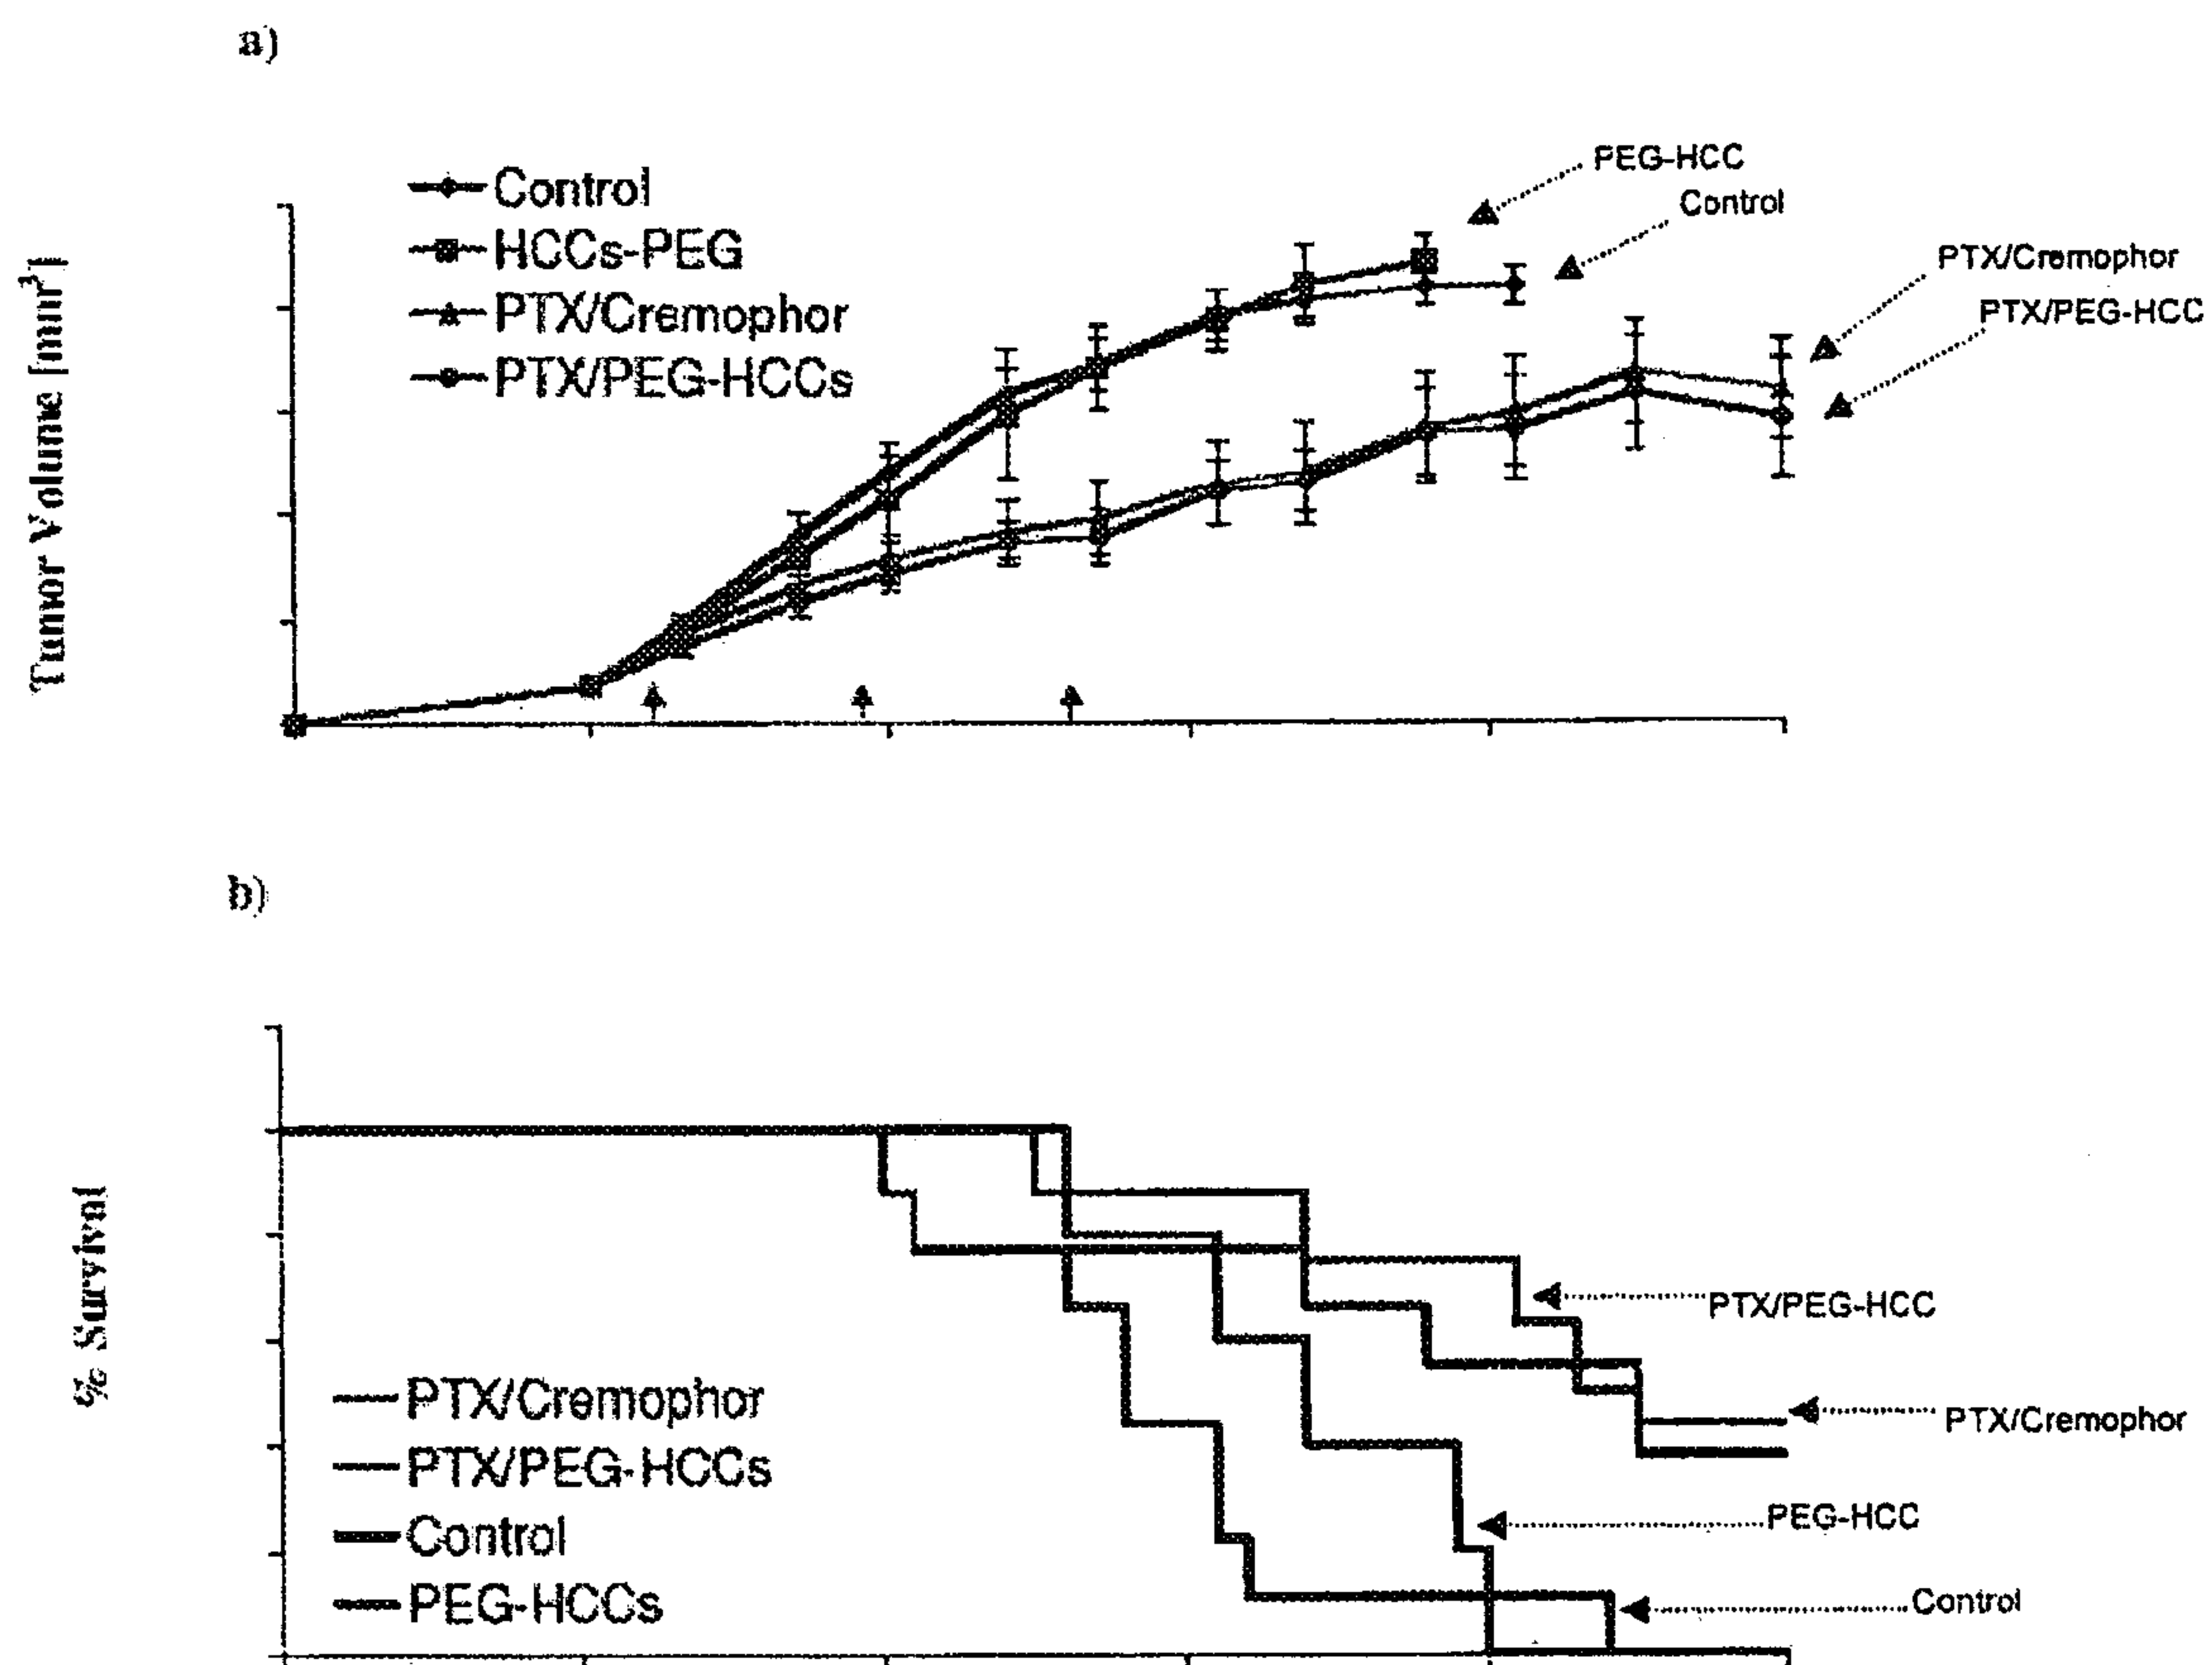 a)
Control
HCCs-PEG
PTX/Cremophor
PTX/PEG-HCCs
PEG-HCC
Control
PTX/Cremophor
PTX/PEG-HCC
Tumor Volume [mm³]
b)
PTX/PEG-HCC
PTX/Cremophor
PEG-HCC
Control
% Survival
PTX/Cremophor
PTX/PEG-HCCs
Control
PEG-HCCs